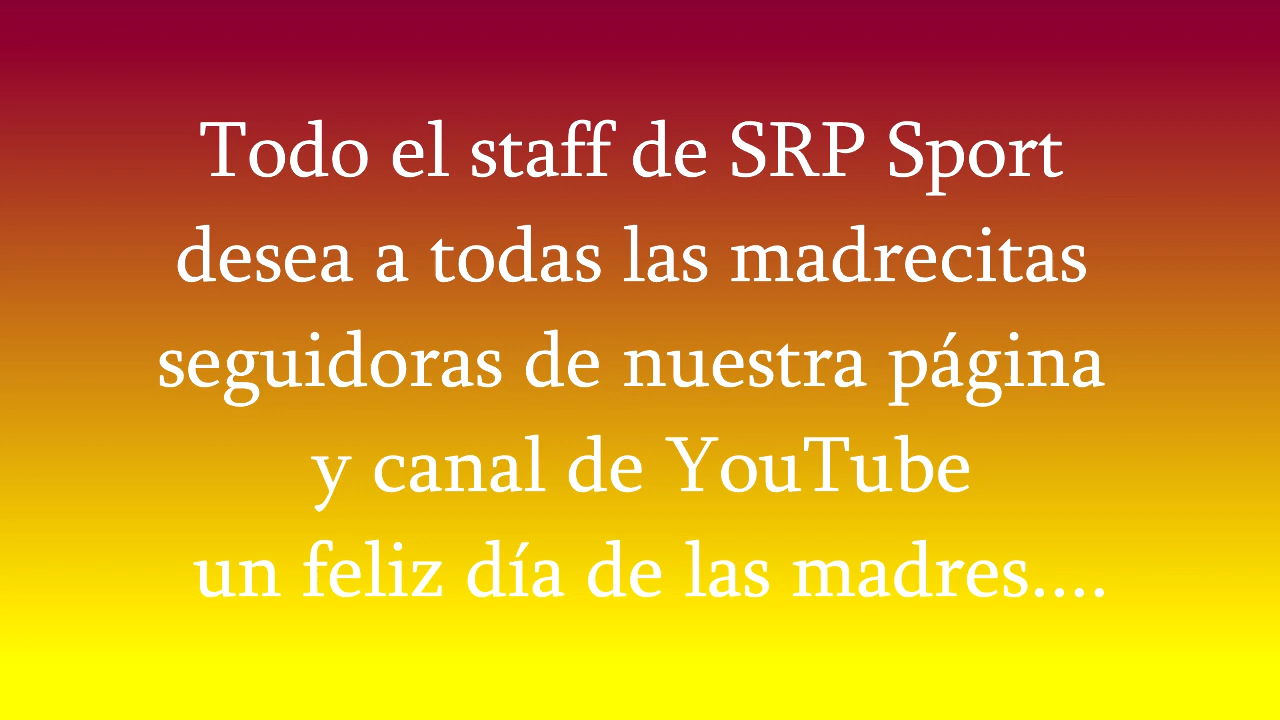 Todo el staff de SRP Sport
desea a todas las madrecitas
seguidoras de nuestra página
y canal de YouTube
un feliz día de las madres....